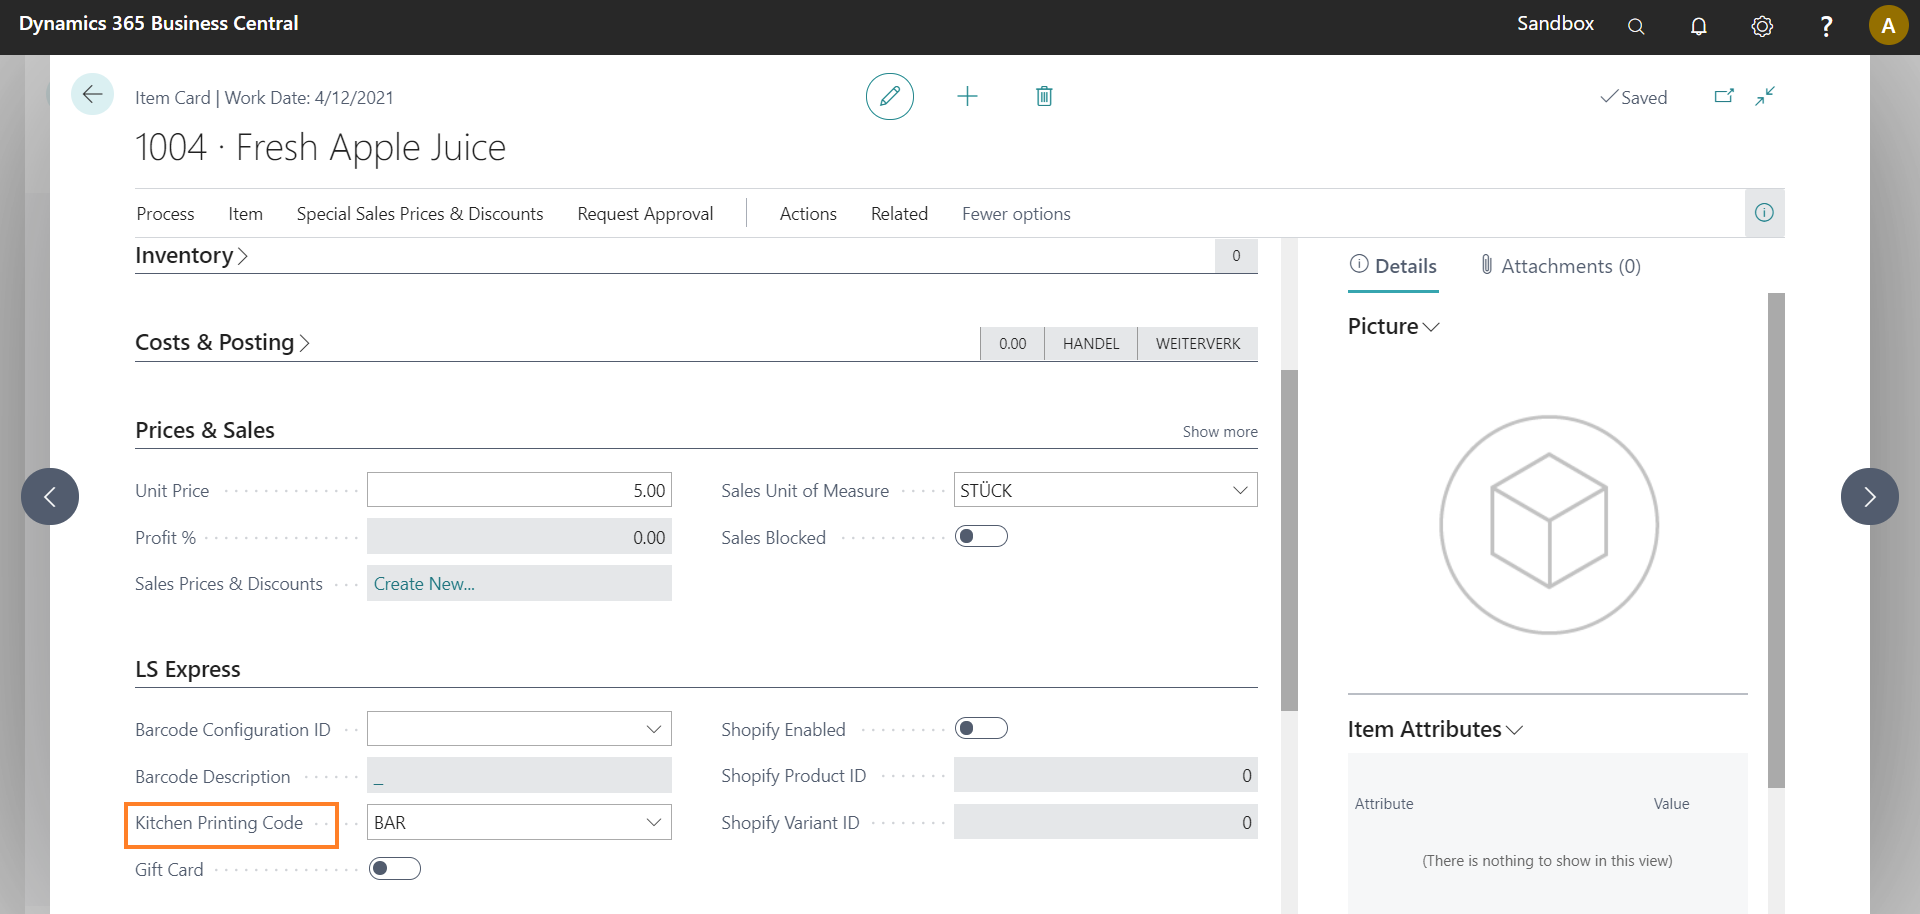 Dynamics 365 Business Central
Sandbox
?
A
Item Card | Work Date: 4/12/2021
Saved
1004 · Fresh Apple Juice
Process Item Special Sales Prices & Discounts Request Approval Actions Related Fewer options
Inventory
0
Costs & Posting
0.00 HANDEL WEITERVERK
Prices & Sales
Show more
Unit Price 5.00
Sales Unit of Measure STÜCK
Profit % 0.00
Sales Blocked
Sales Prices & Discounts Create New...
LS Express
Barcode Configuration ID
Shopify Enabled
Barcode Description _
Shopify Product ID 0
Kitchen Printing Code BAR
Shopify Variant ID 0
Gift Card
Details Attachments (0)
Picture
Item Attributes
Attribute Value
(There is nothing to show in this view)